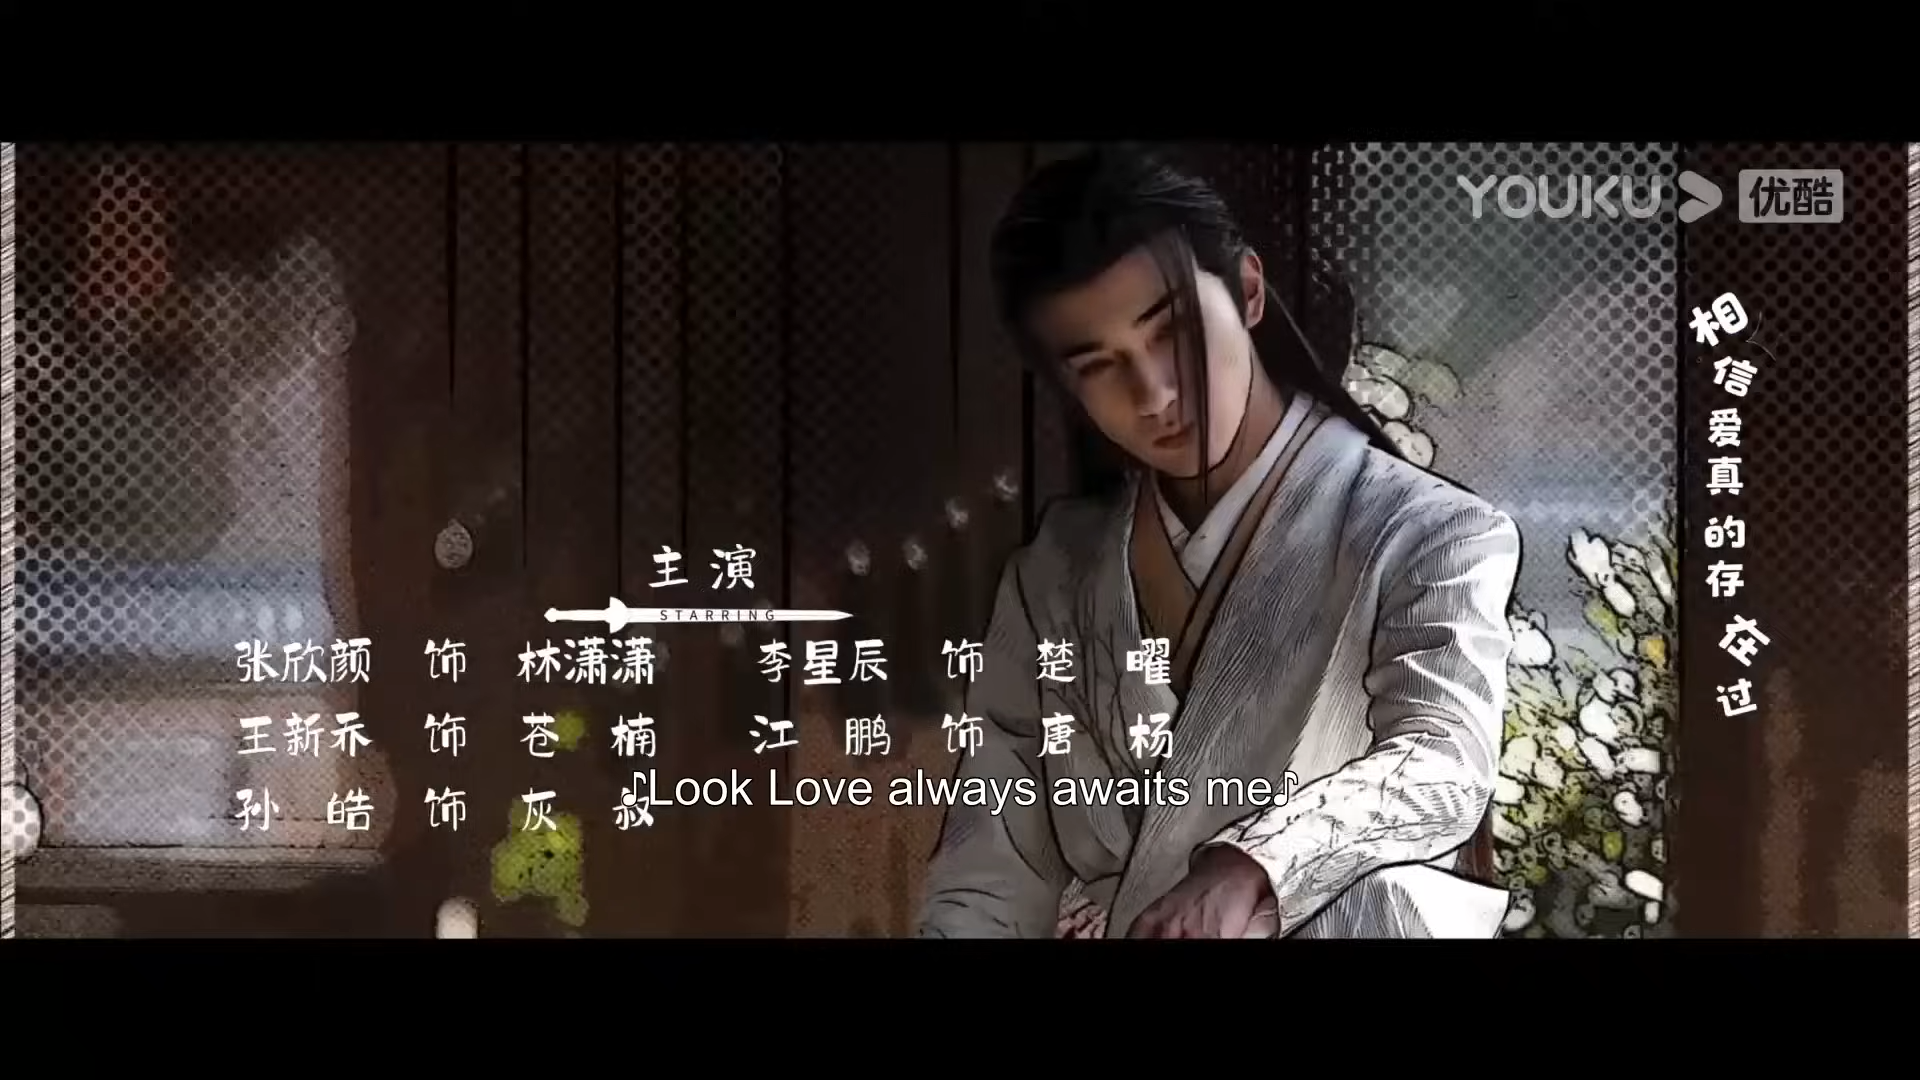 YOUKU 优酷
相信爱真的存在过
主演
STARRING
张欣颜 饰 林潇潇 李星辰 饰 楚曜
王新乔 饰 苍楠 江鹏 饰 唐杨
♪Look Love always awaits me♪
孙皓 饰 灰叔